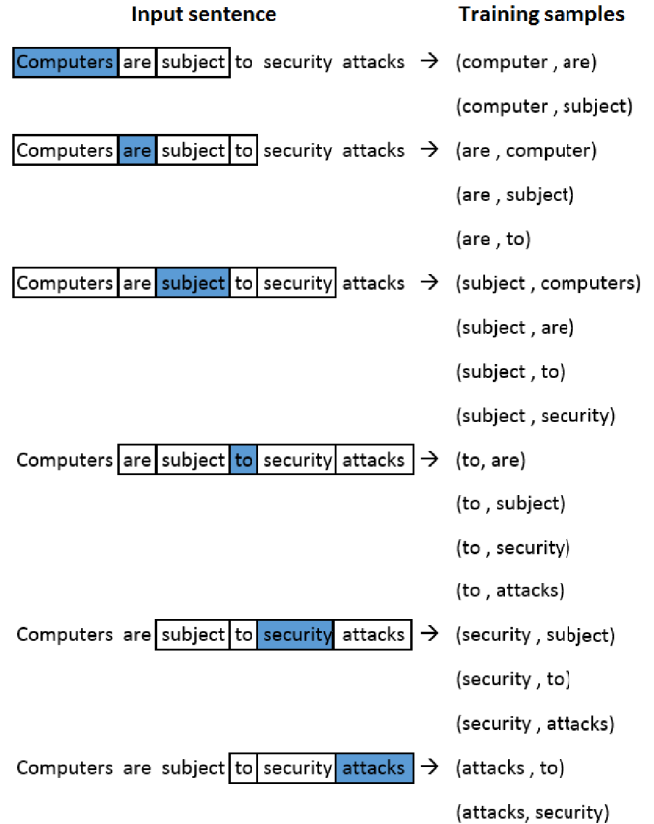 Input sentence Training samples
Computers are subject to security attacks → (computer , are)
(computer , subject)
Computers are subject to security attacks → (are , computer)
(are , subject)
(are , to)
Computers are subject to security attacks → (subject , computers)
(subject , are)
(subject , to)
(subject , security)
Computers are subject to security attacks → (to, are)
(to , subject)
(to , security)
(to , attacks)
Computers are subject to security attacks → (security , subject)
(security , to)
(security , attacks)
Computers are subject to security attacks → (attacks , to)
(attacks, security)